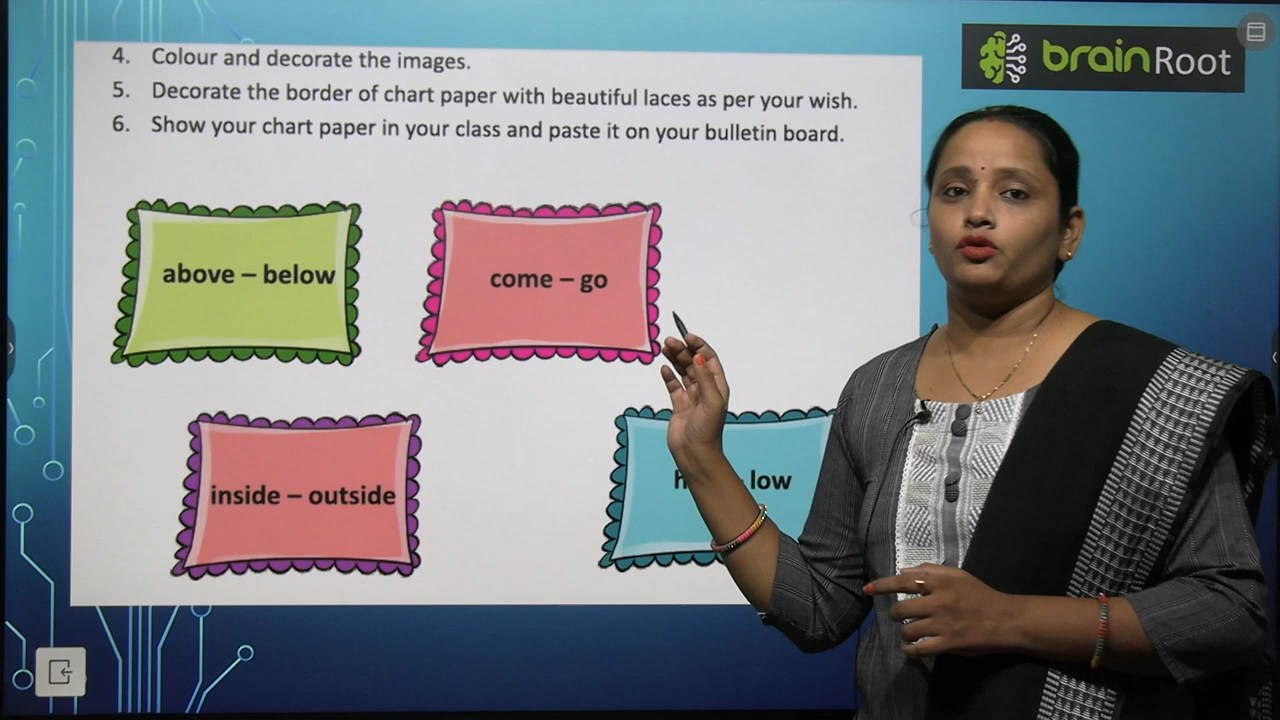 brainRoot
4. Colour and decorate the images.
5. Decorate the border of chart paper with beautiful laces as per your wish.
6. Show your chart paper in your class and paste it on your bulletin board.
above – below
come – go
inside – outside
low